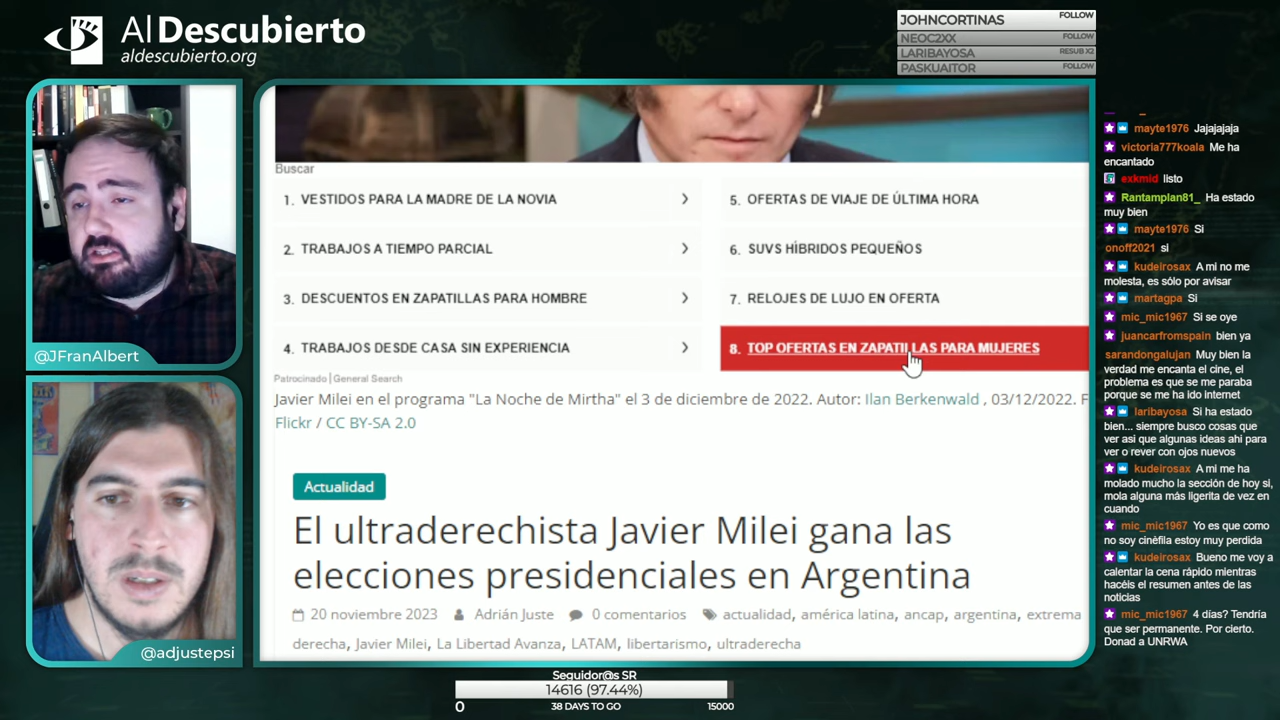 Al Descubierto
aldescubierto.org
JOHNCORTINAS FOLLOW
NEOC2XX FOLLOW
LARIBAYOSA RESUB X2
PASKUAITOR FOLLOW
@JFranAlbert
@adjustepsi
Buscar
1. VESTIDOS PARA LA MADRE DE LA NOVIA
2. TRABAJOS A TIEMPO PARCIAL
3. DESCUENTOS EN ZAPATILLAS PARA HOMBRE
4. TRABAJOS DESDE CASA SIN EXPERIENCIA
5. OFERTAS DE VIAJE DE ÚLTIMA HORA
6. SUVS HÍBRIDOS PEQUEÑOS
7. RELOJES DE LUJO EN OFERTA
8. TOP OFERTAS EN ZAPATILLAS PARA MUJERES
Patrocinado | General Search
Javier Milei en el programa "La Noche de Mirtha" el 3 de diciembre de 2022. Autor: Ilan Berkenwald , 03/12/2022. F
Flickr / CC BY-SA 2.0
Actualidad
El ultraderechista Javier Milei gana las
elecciones presidenciales en Argentina
20 noviembre 2023 Adrián Juste 0 comentarios actualidad, américa latina, ancap, argentina, extrema
derecha, Javier Milei, La Libertad Avanza, LATAM, libertarismo, ultraderecha
mayte1976 Jajajajaja
victoria777koala Me ha
encantado
exkmid listo
Rantamplan81_ Ha estado
muy bien
mayte1976 Si
onoff2021 si
kudeirosax A mi no me
molesta, es sólo por avisar
martagpa Si
mic_mic1967 Si se oye
juancarfromspain bien ya
sarandongalujan Muy bien la
verdad me encanta el cine, el
problema es que se me paraba
porque se me ha ido internet
laribayosa Si ha estado
bien... siempre busco cosas que
ver asi que algunas ideas ahi para
ver o rever con ojos nuevos
kudeirosax A mi me ha
molado mucho la sección de hoy si,
mola alguna más ligerita de vez en
cuando
mic_mic1967 Yo es que como
no soy cinéfila estoy muy perdida
kudeirosax Bueno me voy a
calentar la cena rápido mientras
hacéis el resumen antes de las
noticias
mic_mic1967 4 días? Tendría
que ser permanente. Por cierto.
Donad a UNRWA
Seguidor@s SR
14616 (97.44%)
0 38 DAYS TO GO 15000